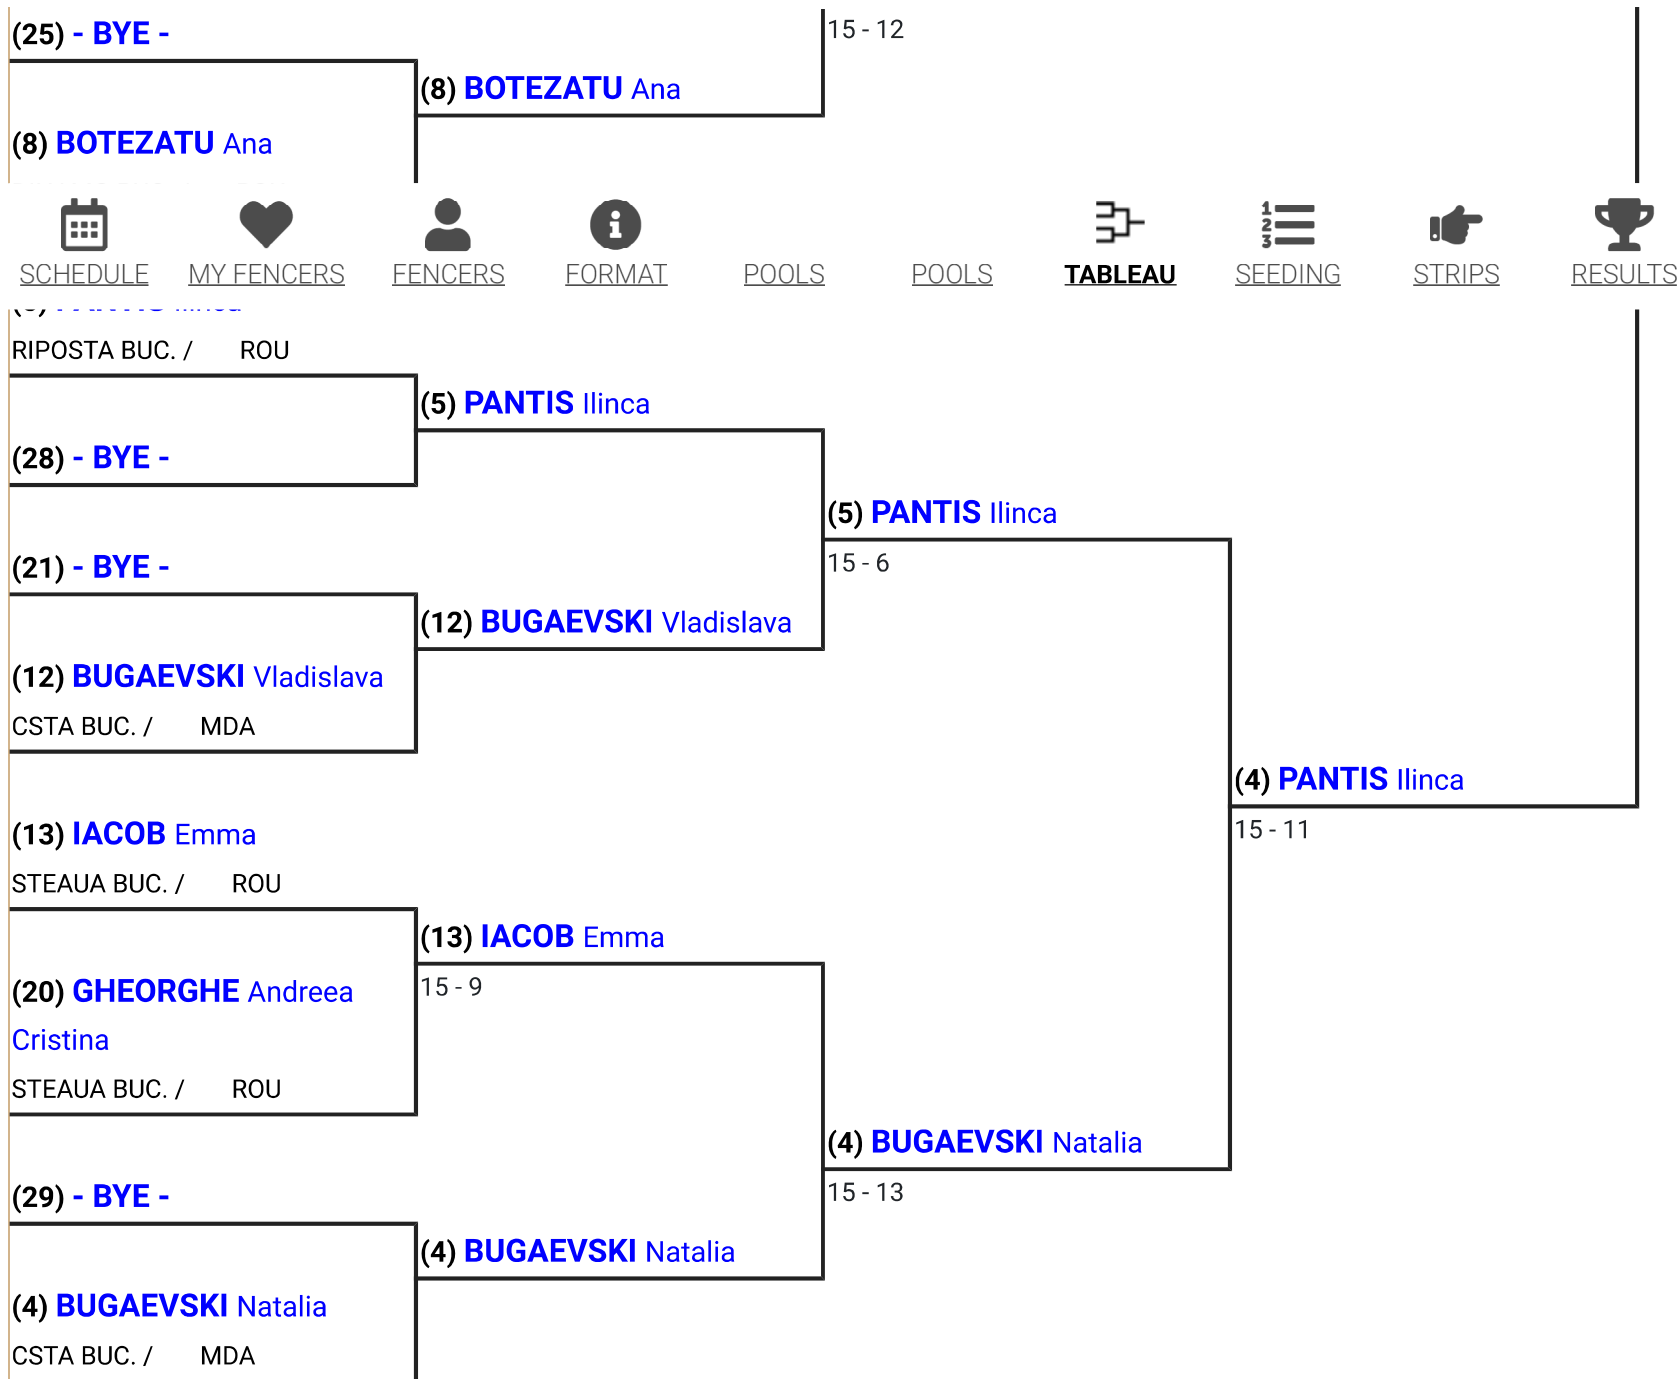 (25) - BYE -
15 - 12
(8) BOTEZATU Ana
(8) BOTEZATU Ana
SCHEDULE
MY FENCERS
FENCERS
FORMAT
POOLS
POOLS
TABLEAU
SEEDING
STRIPS
RESULTS
RIPOSTA BUC. / ROU
(5) PANTIS Ilinca
(28) - BYE -
(5) PANTIS Ilinca
15 - 6
(21) - BYE -
(12) BUGAEVSKI Vladislava
(12) BUGAEVSKI Vladislava
CSTA BUC. / MDA
(4) PANTIS Ilinca
15 - 11
(13) IACOB Emma
STEAUA BUC. / ROU
(13) IACOB Emma
15 - 9
(20) GHEORGHE Andreea
Cristina
STEAUA BUC. / ROU
(4) BUGAEVSKI Natalia
15 - 13
(29) - BYE -
(4) BUGAEVSKI Natalia
(4) BUGAEVSKI Natalia
CSTA BUC. / MDA